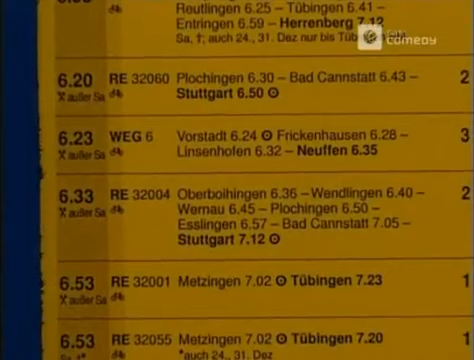 Reutlingen 6.25 – Tübingen 6.41 –
Entringen 6.59 – Herrenberg 7.12
Sa, †; auch 24., 31. Dez nur bis
comedy
6.20 RE 32060 Plochingen 6.30 – Bad Cannstatt 6.43 – 2
außer Sa Stuttgart 6.50
6.23 WEG 6 Vorstadt 6.24 Frickenhausen 6.28 – 3
außer Sa Linsenhofen 6.32 – Neuffen 6.35
6.33 RE 32004 Oberboihingen 6.36 – Wendlingen 6.40 – 2
außer Sa Wernau 6.45 – Plochingen 6.50 –
Esslingen 6.57 – Bad Cannstatt 7.05 –
Stuttgart 7.12
6.53 RE 32001 Metzingen 7.02 Tübingen 7.23 1
außer Sa
6.53 RE 32055 Metzingen 7.02 Tübingen 7.20 1
*auch 24., 31. Dez